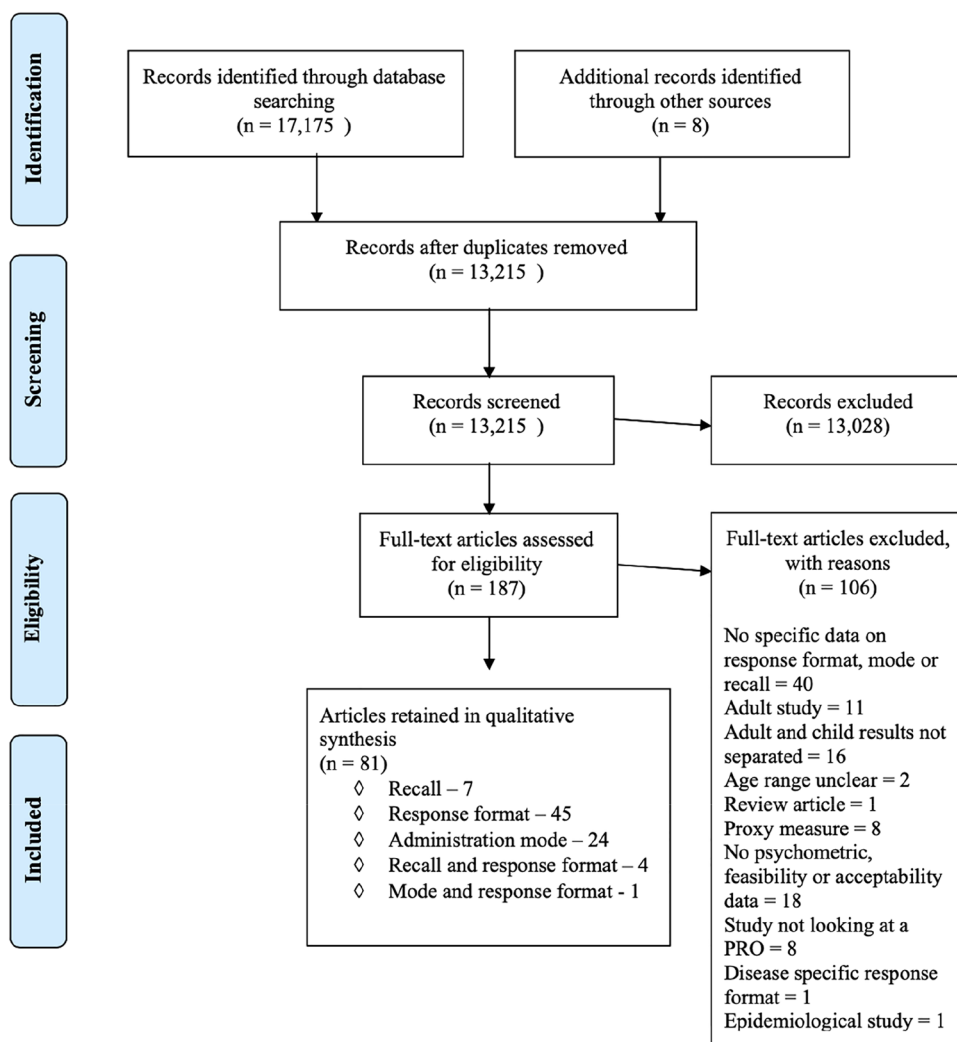 Identification
Records identified through database
searching
(n = 17,175 )
Additional records identified
through other sources
(n = 8)
Records after duplicates removed
(n = 13,215 )
Screening
Records screened
(n = 13,215 )
Records excluded
(n = 13,028)
Eligibility
Full-text articles assessed
for eligibility
(n = 187)
Full-text articles excluded,
with reasons
(n = 106)
No specific data on
response format, mode or
recall = 40
Adult study = 11
Adult and child results not
separated = 16
Age range unclear = 2
Review article = 1
Proxy measure = 8
No psychometric,
feasibility or acceptability
data = 18
Study not looking at a
PRO = 8
Disease specific response
format = 1
Epidemiological study = 1
Included
Articles retained in qualitative
synthesis
(n = 81)
◊ Recall – 7
◊ Response format – 45
◊ Administration mode – 24
◊ Recall and response format – 4
◊ Mode and response format - 1